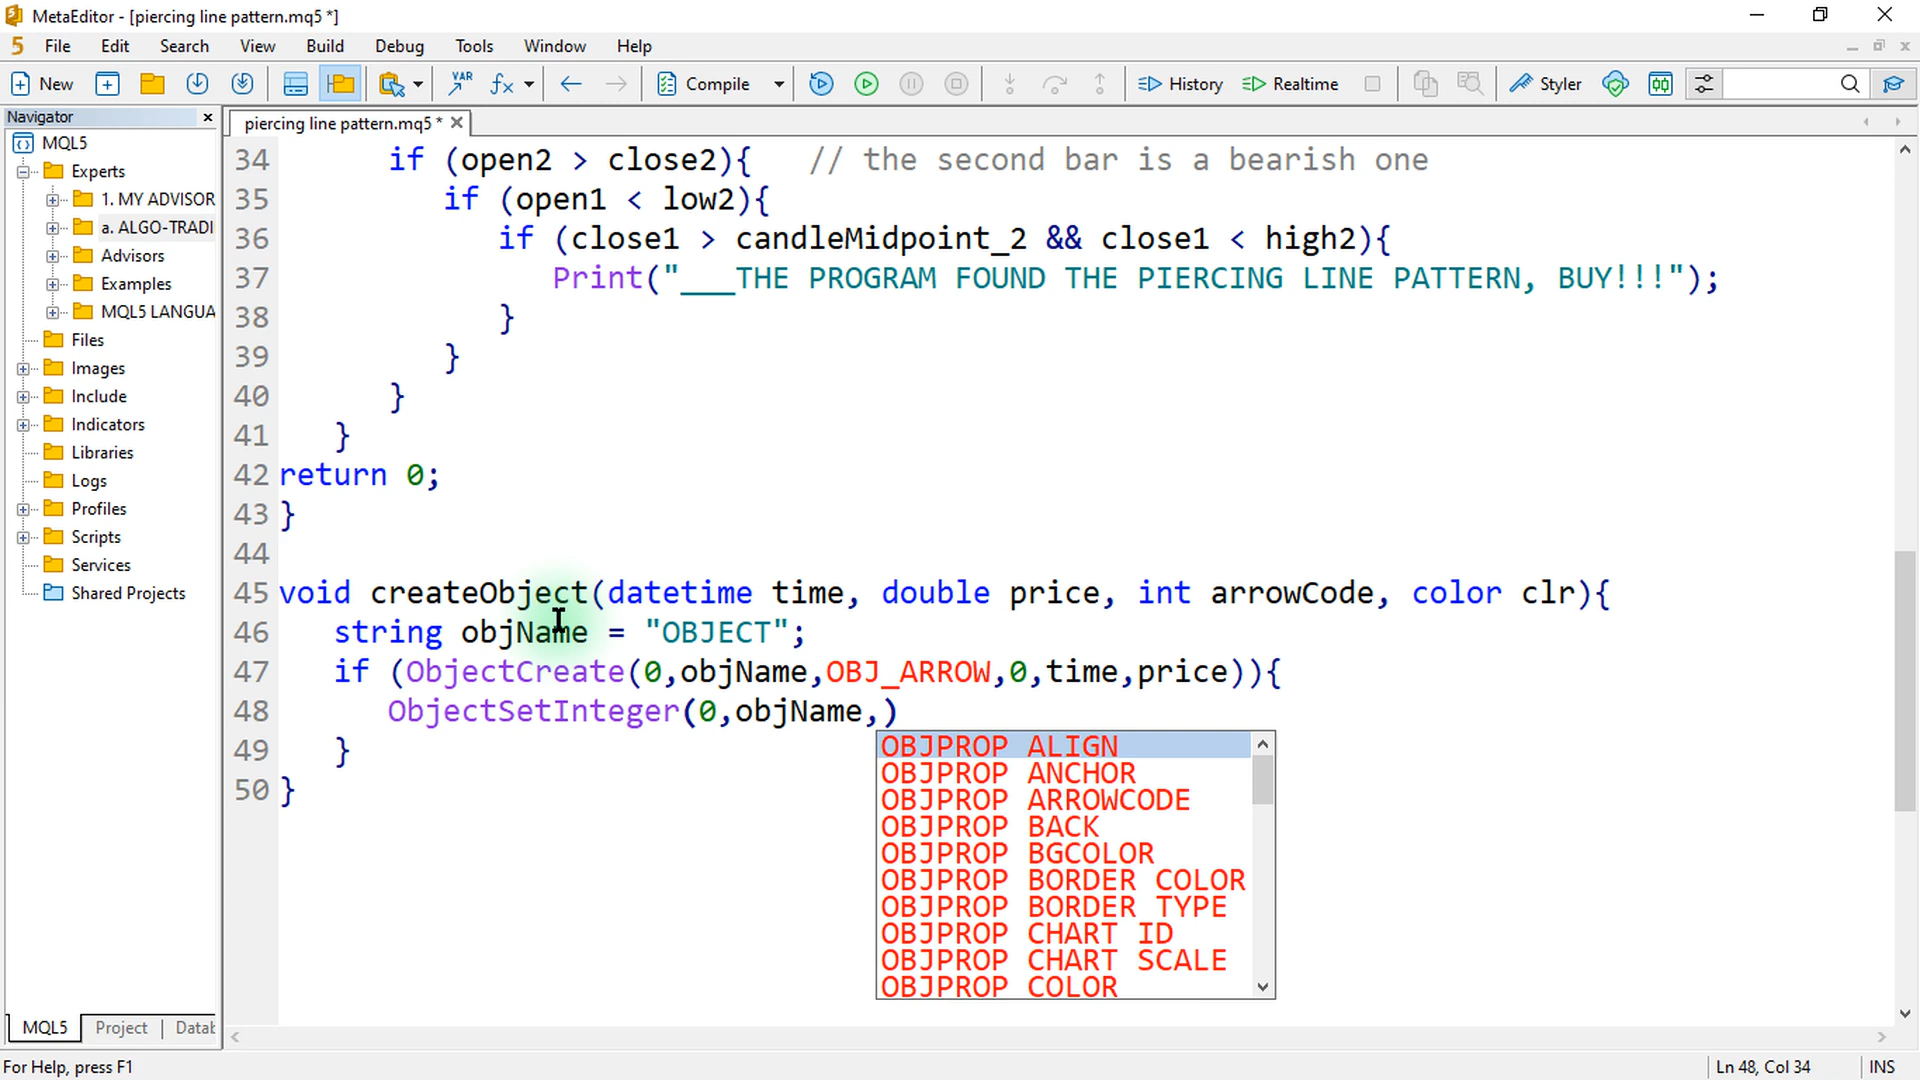 MetaEditor - [piercing line pattern.mq5 *]
5 File Edit Search View Build Debug Tools Window Help
New VAR fx Compile History Realtime Styler
Navigator
piercing line pattern.mq5 *
MQL5
Experts
1. MY ADVISOR
a. ALGO-TRADI
Advisors
Examples
MQL5 LANGUA
Files
Images
Include
Indicators
Libraries
Logs
Profiles
Scripts
Services
Shared Projects
34 if (open2 > close2){ // the second bar is a bearish one
35 if (open1 < low2){
36 if (close1 > candleMidpoint_2 && close1 < high2){
37 Print("___THE PROGRAM FOUND THE PIERCING LINE PATTERN, BUY!!!");
38 }
39 }
40 }
41 }
42 return 0;
43 }
44
45 void createObject(datetime time, double price, int arrowCode, color clr){
46 string objName = "OBJECT";
47 if (ObjectCreate(0,objName,OBJ_ARROW,0,time,price)){
48 ObjectSetInteger(0,objName,)
49 }
50 }
OBJPROP_ALIGN
OBJPROP_ANCHOR
OBJPROP_ARROWCODE
OBJPROP_BACK
OBJPROP_BGCOLOR
OBJPROP_BORDER_COLOR
OBJPROP_BORDER_TYPE
OBJPROP_CHART_ID
OBJPROP_CHART_SCALE
OBJPROP_COLOR
MQL5 Project Datab
For Help, press F1
Ln 48, Col 34 INS